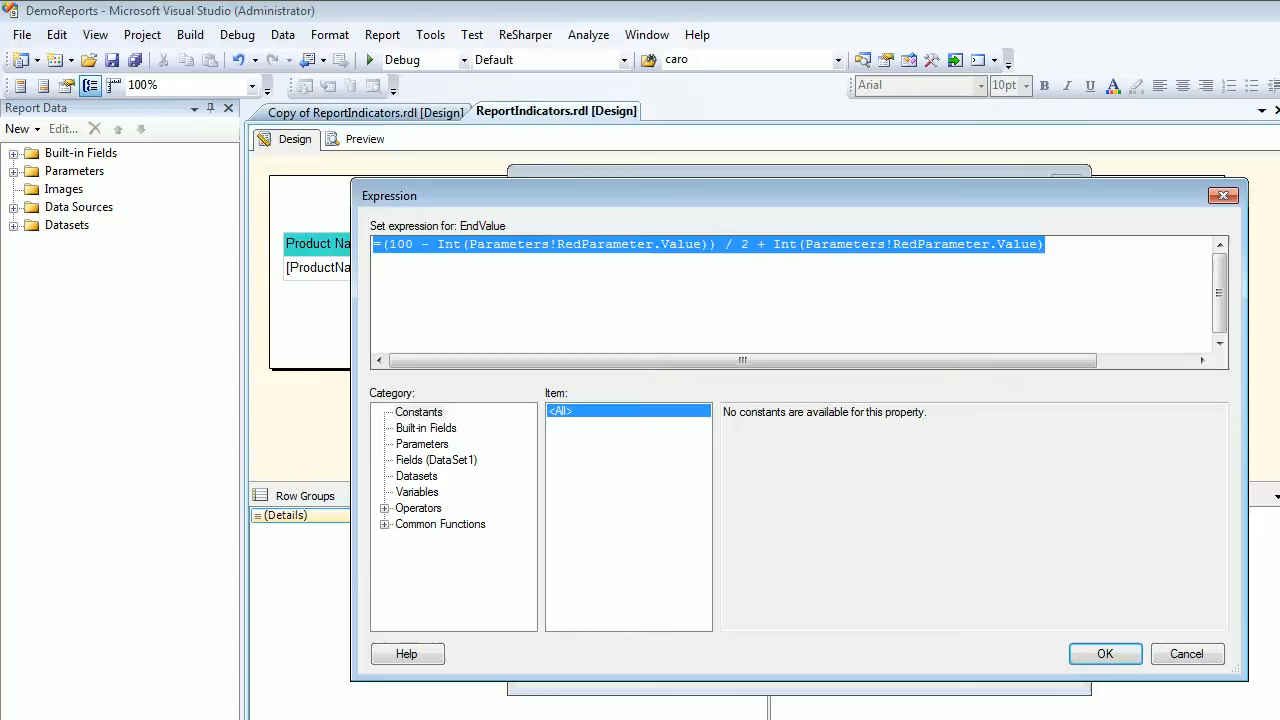 DemoReports - Microsoft Visual Studio (Administrator)
File Edit View Project Build Debug Data Format Report Tools Test ReSharper Analyze Window Help
Debug Default caro
100% Arial 10pt B I U A
Report Data
Copy of ReportIndicators.rdl [Design] ReportIndicators.rdl [Design]
New Edit...
Design Preview
Built-in Fields
Parameters
Images
Data Sources
Datasets
Product Na
[ProductNa
Expression
Set expression for: EndValue
=(100 - Int(Parameters!RedParameter.Value)) / 2 + Int(Parameters!RedParameter.Value)
Category: Item:
Constants
Built-in Fields
Parameters
Fields (DataSet1)
Datasets
Variables
Operators
Common Functions
<All>
No constants are available for this property.
Row Groups
(Details)
Help OK Cancel